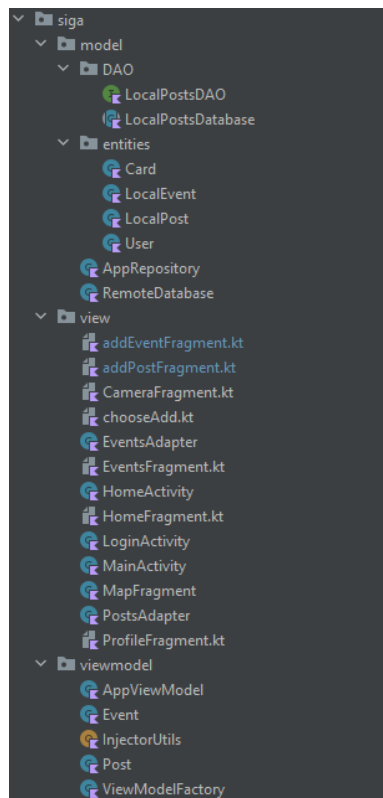 siga
model
DAO
LocalPostsDAO
LocalPostsDatabase
entities
Card
LocalEvent
LocalPost
User
AppRepository
RemoteDatabase
view
addEventFragment.kt
addPostFragment.kt
CameraFragment.kt
chooseAdd.kt
EventsAdapter
EventsFragment.kt
HomeActivity
HomeFragment.kt
LoginActivity
MainActivity
MapFragment
PostsAdapter
ProfileFragment.kt
viewmodel
AppViewModel
Event
InjectorUtils
Post
ViewModelFactory